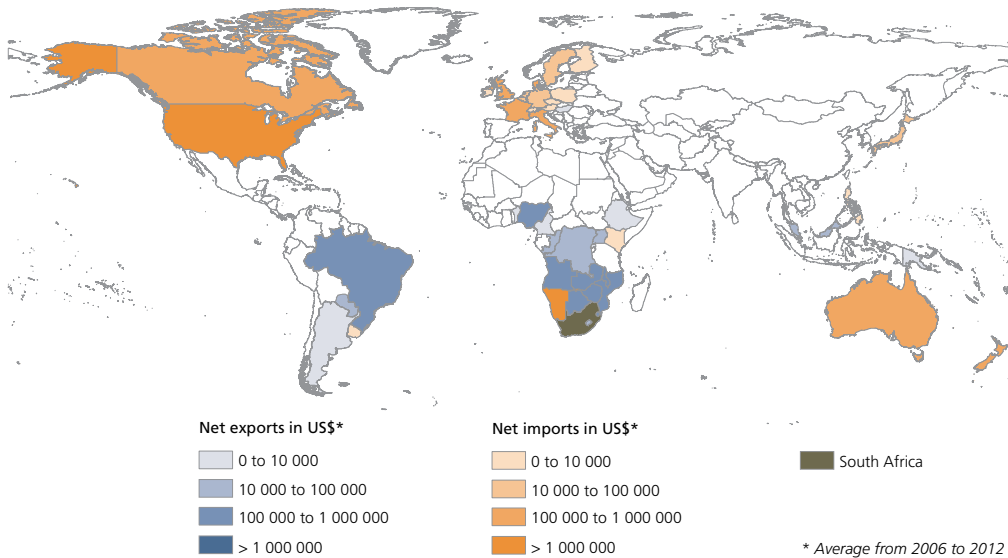 Net exports in US$*
0 to 10 000
10 000 to 100 000
100 000 to 1 000 000
> 1 000 000
Net imports in US$*
0 to 10 000
10 000 to 100 000
100 000 to 1 000 000
> 1 000 000
South Africa
* Average from 2006 to 2012